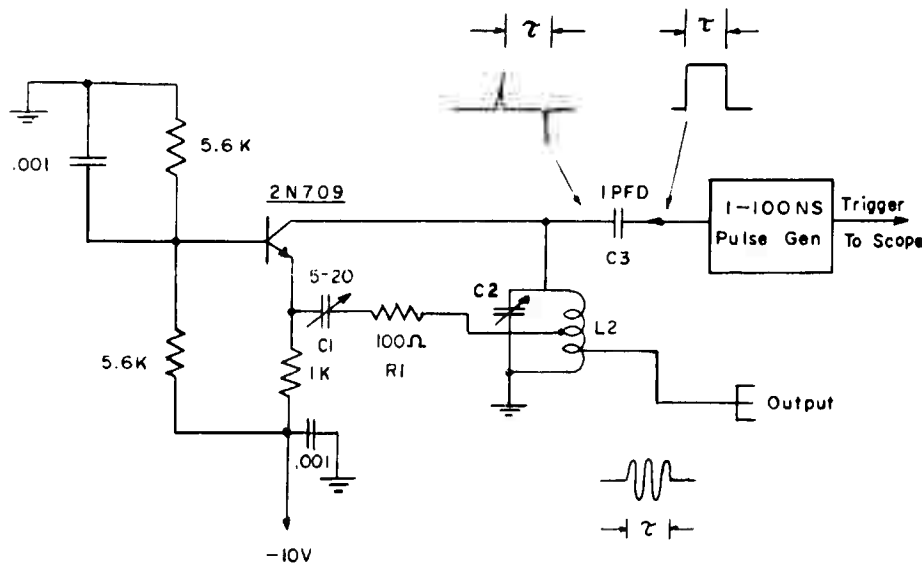 τ τ
.001
5.6K
2N709
1PFD
C3
1-100NS
Pulse Gen
Trigger
To Scope
5-20
C1
100Ω
R1
C2
L2
5.6K
1K
.001
Output
-10V
τ